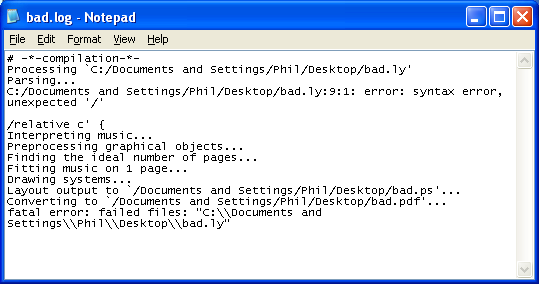 bad.log - Notepad
File Edit Format View Help
# -*-compilation-*-
Processing `C:/Documents and Settings/Phil/Desktop/bad.ly'
Parsing...
C:/Documents and Settings/Phil/Desktop/bad.ly:9:1: error: syntax error,
unexpected '/'
/relative c' {
Interpreting music...
Preprocessing graphical objects...
Finding the ideal number of pages...
Fitting music on 1 page...
Drawing systems...
Layout output to `/Documents and Settings/Phil/Desktop/bad.ps'...
Converting to `/Documents and Settings/Phil/Desktop/bad.pdf'...
fatal error: failed files: "C:\\Documents and
Settings\\Phil\\Desktop\\bad.ly"